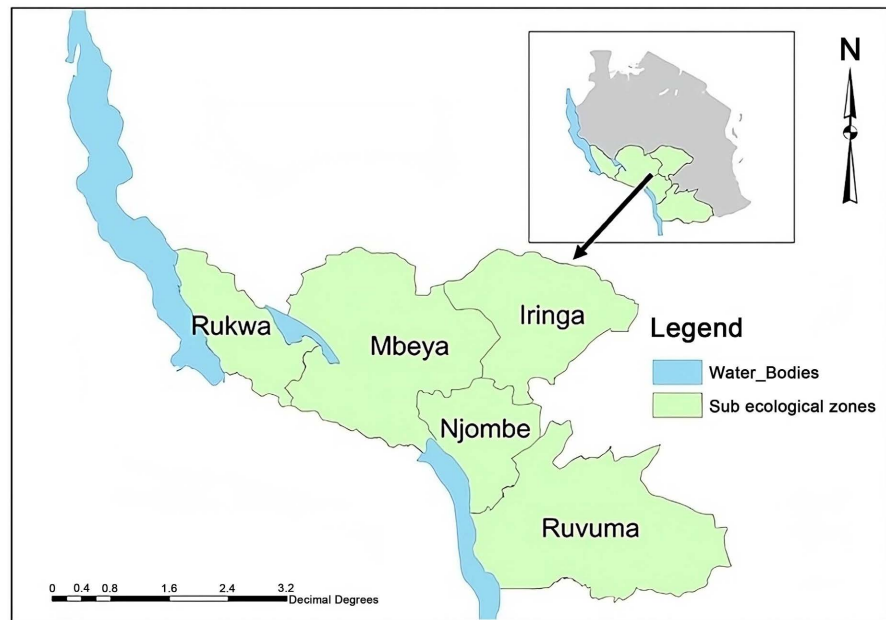 N
Rukwa
Mbeya
Iringa
Njombe
Ruvuma
Legend
Water_Bodies
Sub ecological zones
0 0.4 0.8 1.6 2.4 3.2
Decimal Degrees